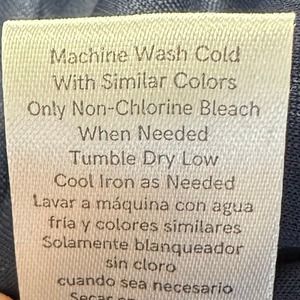 Machine Wash Cold
With Similar Colors
Only Non-Chlorine Bleach
When Needed
Tumble Dry Low
Cool Iron as Needed
Lavar a máquina con agua
fría y colores similares
Solamente blanqueador
sin cloro
cuando sea necesario
Secar